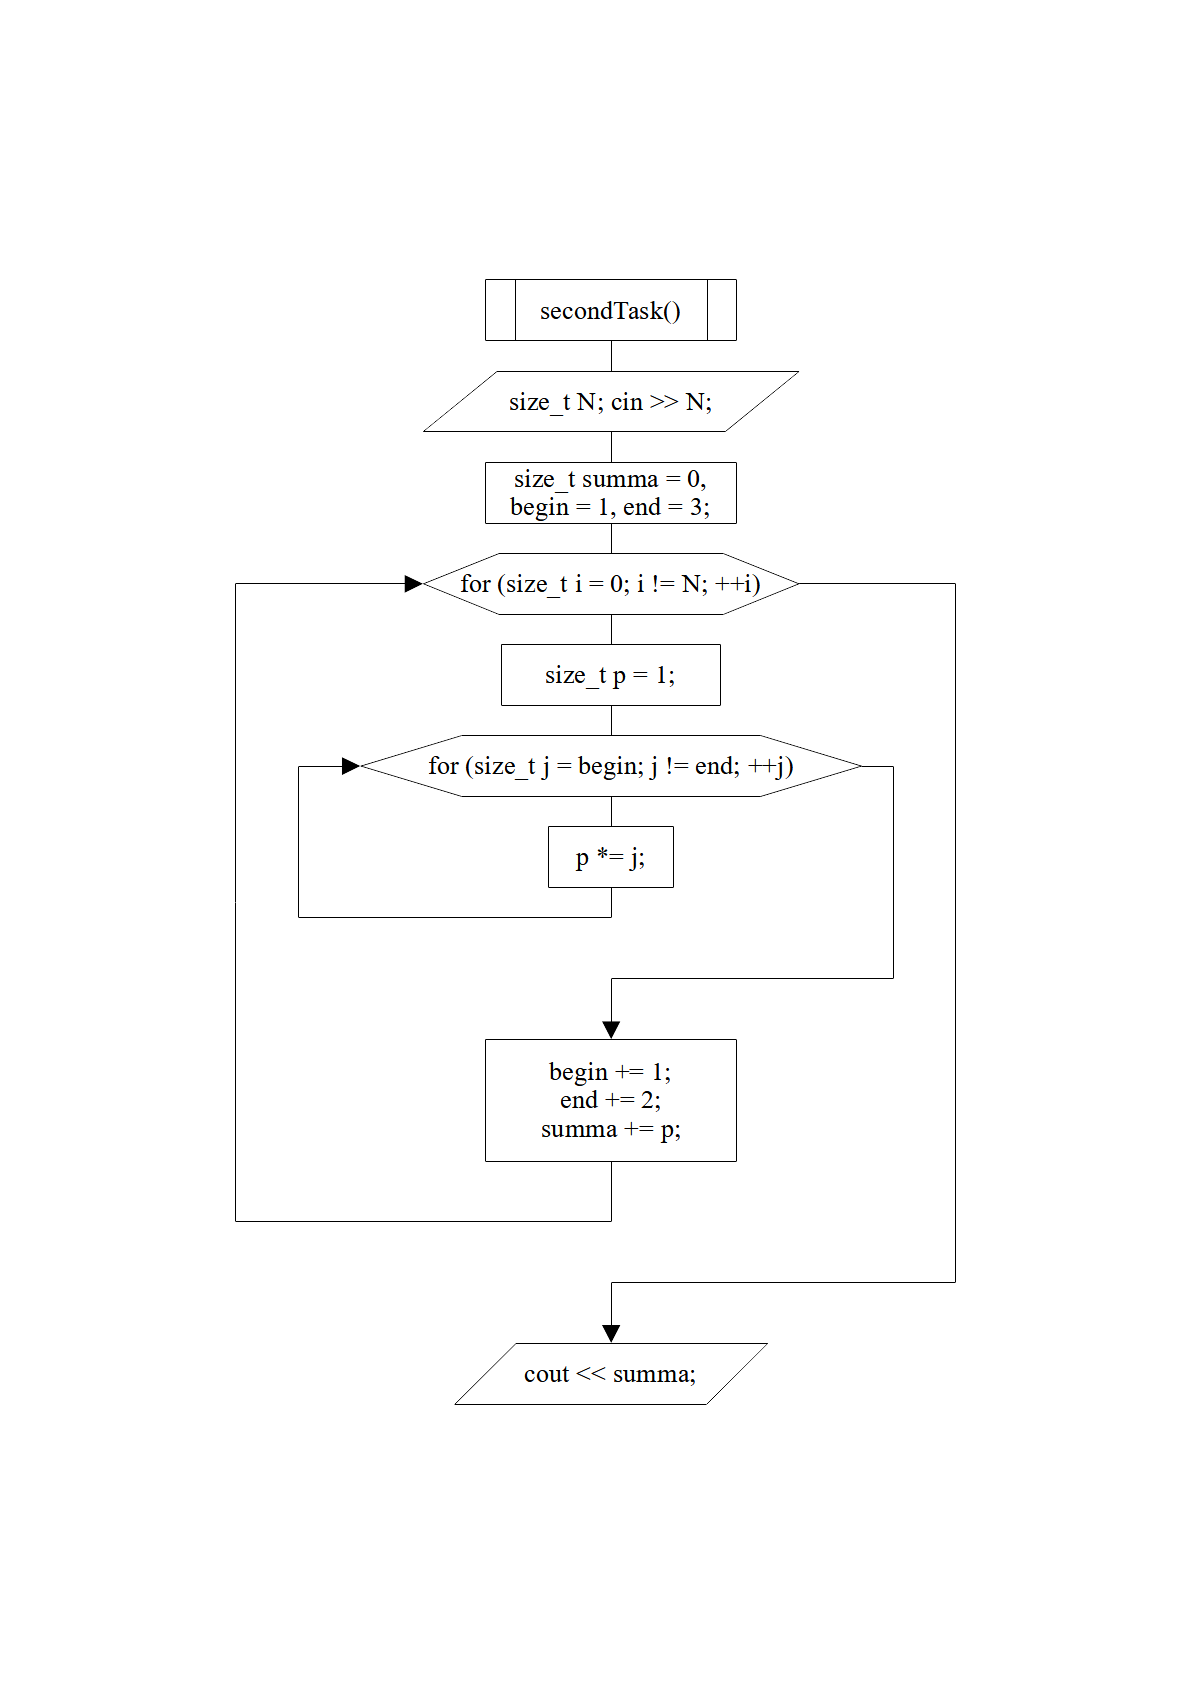 secondTask()
size_t N; cin >> N;
size_t summa = 0,
begin = 1, end = 3;
for (size_t i = 0; i != N; ++i)
size_t p = 1;
for (size_t j = begin; j != end; ++j)
p *= j;
begin += 1;
end += 2;
summa += p;
cout << summa;